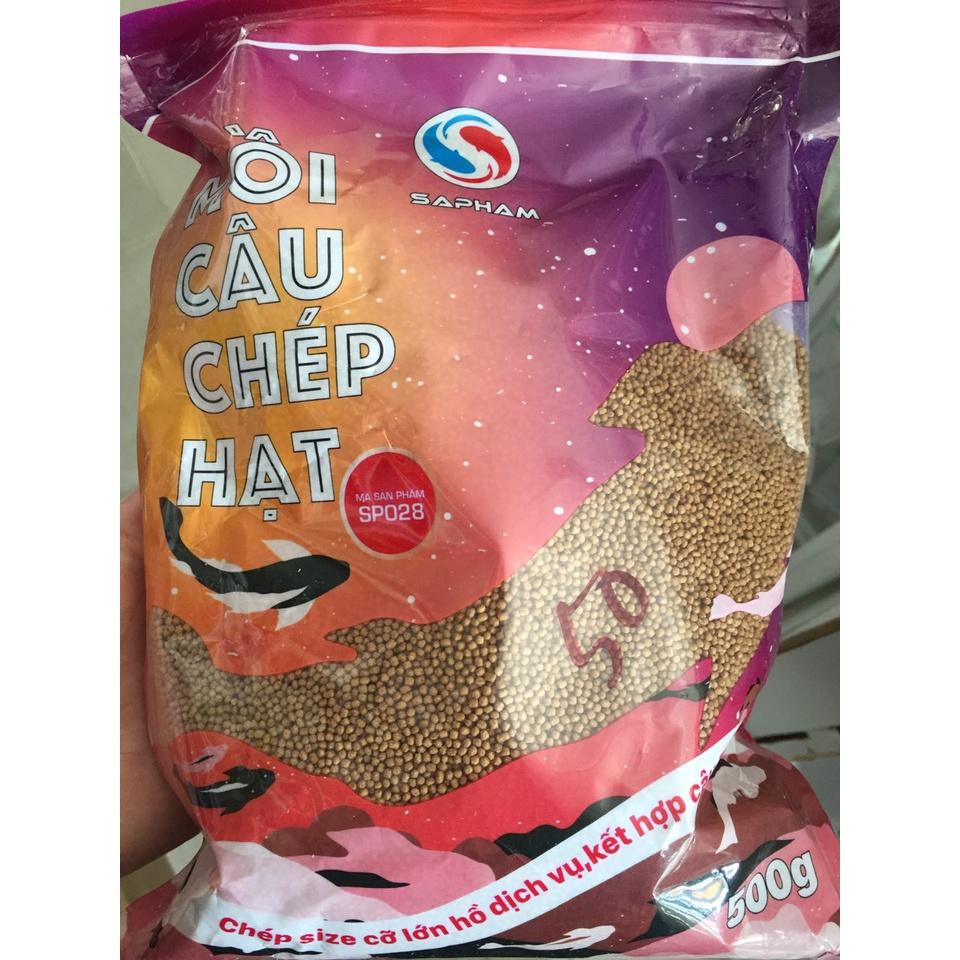 SAPHAM
MỒI
CÂU
CHÉP
HẠT
MÃ SẢN PHẨM
SP028
50
Chép size cỡ lớn hồ dịch vụ,kết hợp
500g